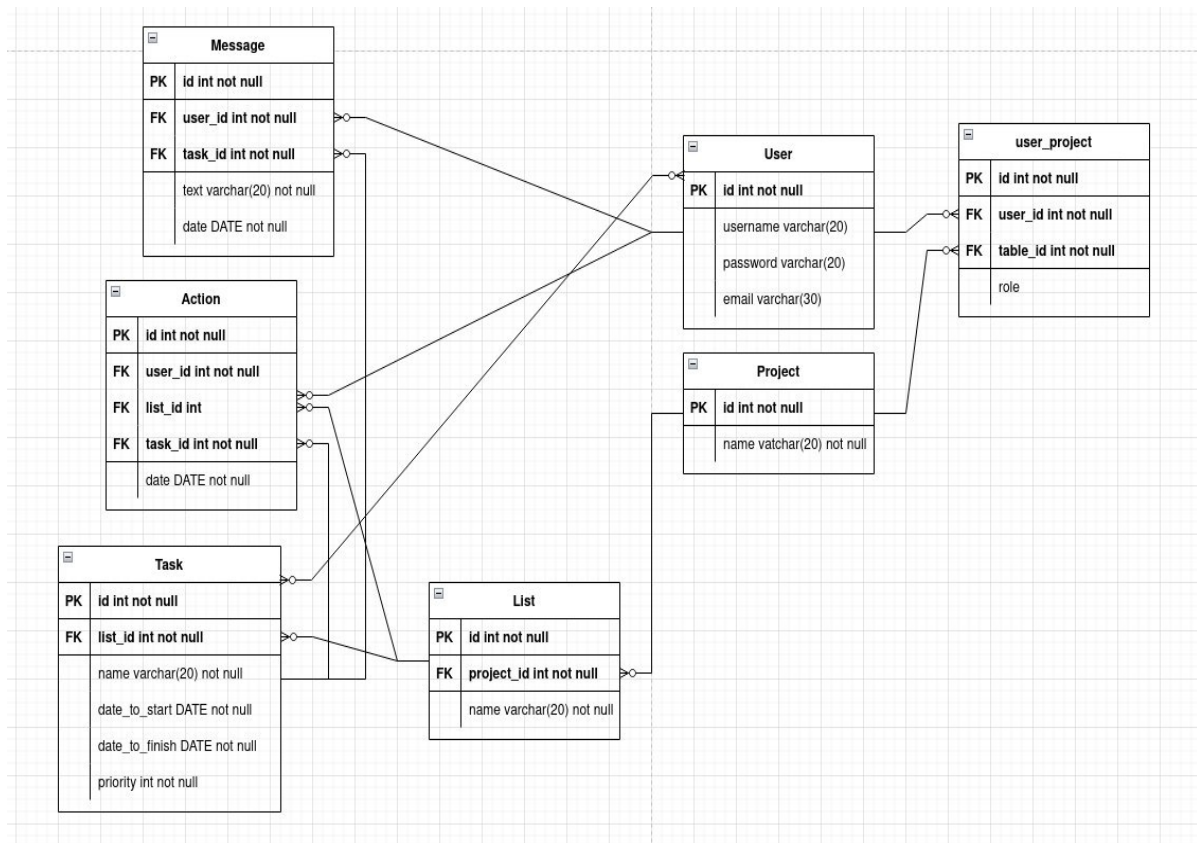 Message
PK id int not null
FK user_id int not null
FK task_id int not null
text varchar(20) not null
date DATE not null
Action
PK id int not null
FK user_id int not null
FK list_id int
FK task_id int not null
date DATE not null
Task
PK id int not null
FK list_id int not null
name varchar(20) not null
date_to_start DATE not null
date_to_finish DATE not null
priority int not null
List
PK id int not null
FK project_id int not null
name varchar(20) not null
User
PK id int not null
username varchar(20)
password varchar(20)
email varchar(30)
Project
PK id int not null
name vatchar(20) not null
user_project
PK id int not null
FK user_id int not null
FK table_id int not null
role